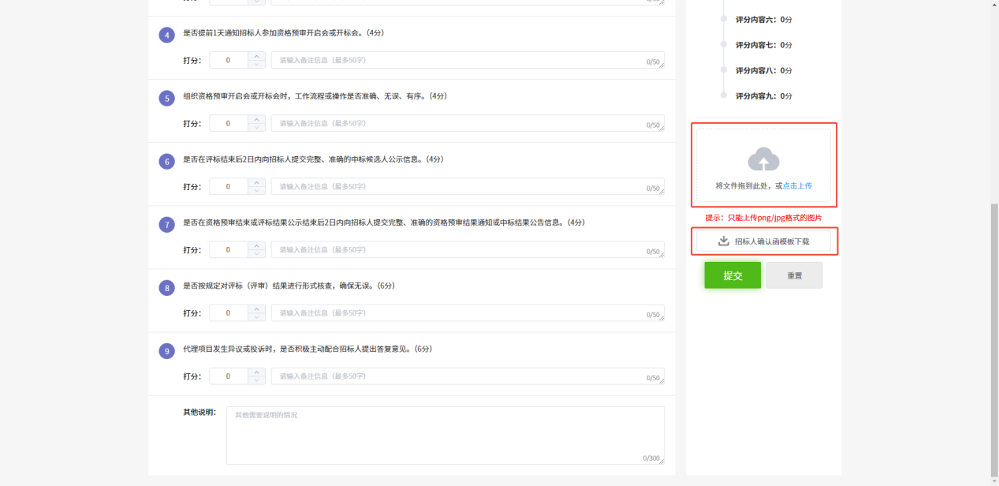 4
是否提前1天通知招标人参加资格预审开启会或开标会。(4分)
打分: 0 请输入备注信息（最多50字） 0/50
5
组织资格预审开启会或开标会时，工作流程或操作是否准确、无误、有序。(4分)
打分: 0 请输入备注信息（最多50字） 0/50
6
是否在评标结束后2日内向招标人提交完整、准确的中标候选人公示信息。(4分)
打分: 0 请输入备注信息（最多50字） 0/50
7
是否在资格预审结束或评标结果公示结束后2日内向招标人提交完整、准确的资格预审结果通知或中标结果公告信息。(4分)
打分: 0 请输入备注信息（最多50字） 0/50
8
是否按规定对评标（评审）结果进行形式核查，确保无误。(6分)
打分: 0 请输入备注信息（最多50字） 0/50
9
代理项目发生异议或投诉时，是否积极主动配合招标人提出答复意见。(6分)
打分: 0 请输入备注信息（最多50字） 0/50
其他说明: 其他需要说明的情况
0/300
评分内容六: 0分
评分内容七: 0分
评分内容八: 0分
评分内容九: 0分
将文件拖到此处，或点击上传
提示：只能上传png/jpg格式的图片
招标人确认函模板下载
提交 重置